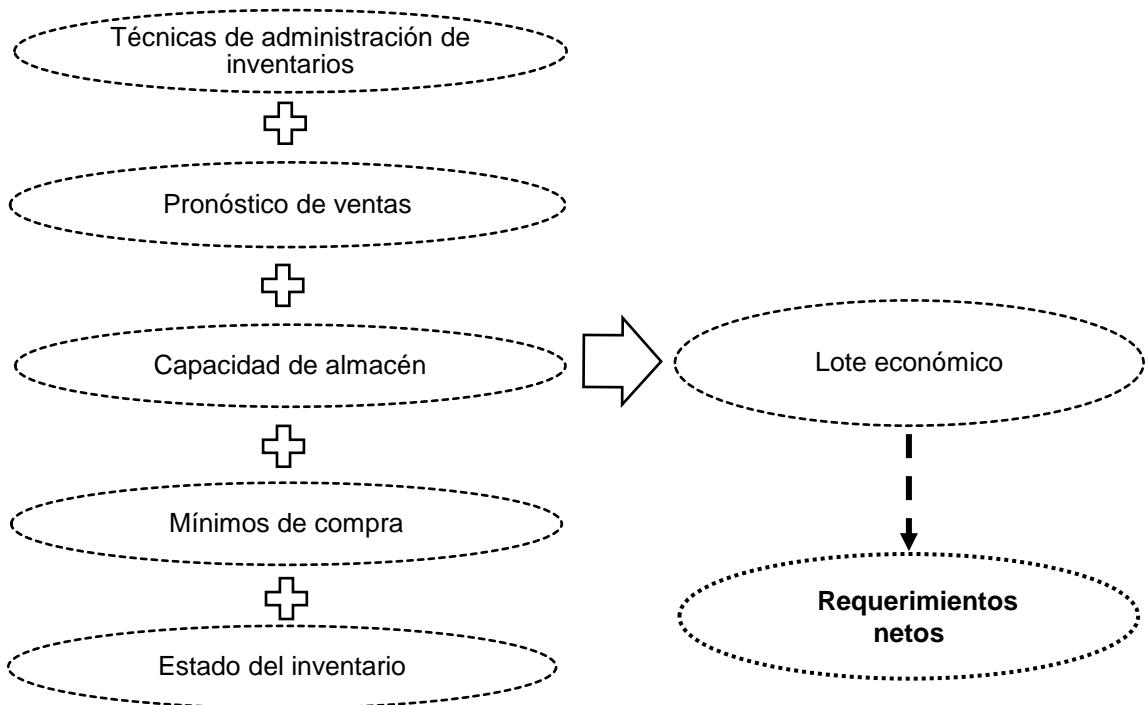 Técnicas de administración de
inventarios
Pronóstico de ventas
Capacidad de almacén
Mínimos de compra
Estado del inventario
Lote económico
Requerimientos
netos